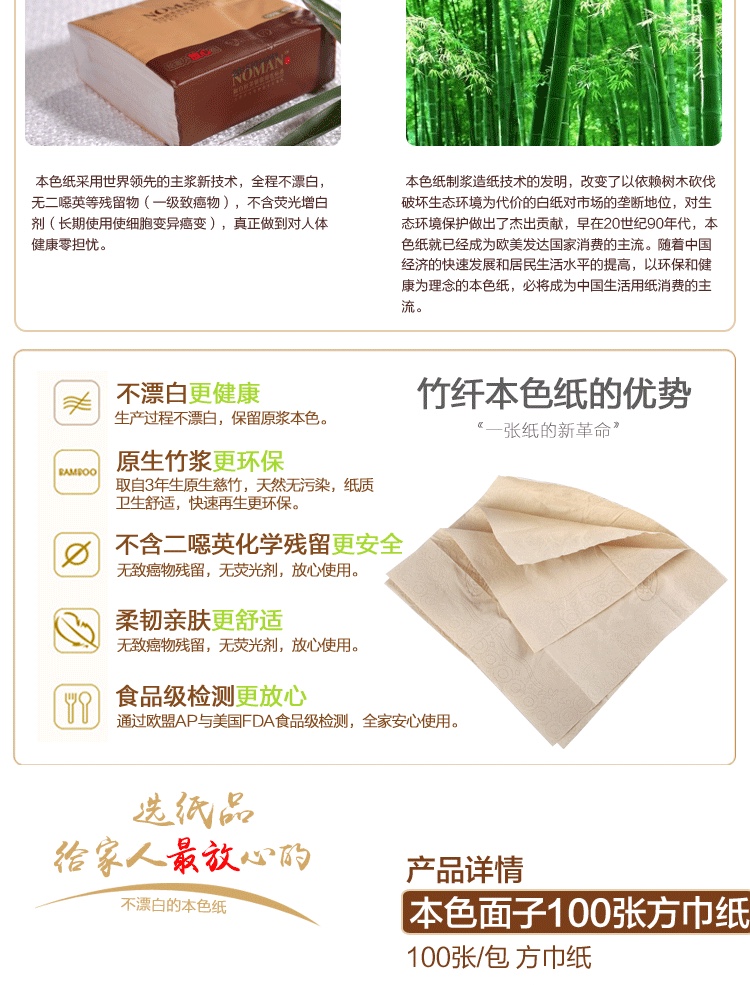 NOMAN
NOMAN
本色纸采用世界领先的主浆新技术，全程不漂白，
无二噁英等残留物（一级致癌物），不含荧光增白
剂（长期使用使细胞变异癌变），真正做到对人体
健康零担忧。
本色纸制浆造纸技术的发明，改变了以依赖树木砍伐
破坏生态环境为代价的白纸对市场的垄断地位，对生
态环境保护做出了杰出贡献，早在20世纪90年代，本
色纸就已经成为欧美发达国家消费的主流。随着中国
经济的快速发展和居民生活水平的提高，以环保和健
康为理念的本色纸，必将成为中国生活用纸消费的主
流。
竹纤本色纸的优势
“一张纸的新革命”
不漂白更健康
生产过程不漂白，保留原浆本色。
BAMBOO
原生竹浆更环保
取自3年生原生慈竹，天然无污染，纸质
卫生舒适，快速再生更环保。
不含二噁英化学残留更安全
无致癌物残留，无荧光剂，放心使用。
柔韧亲肤更舒适
无致癌物残留，无荧光剂，放心使用。
食品级检测更放心
通过欧盟AP与美国FDA食品级检测，全家安心使用。
选纸品
给家人最放心的
不漂白的本色纸
产品详情
本色面子100张方巾纸
100张/包 方巾纸